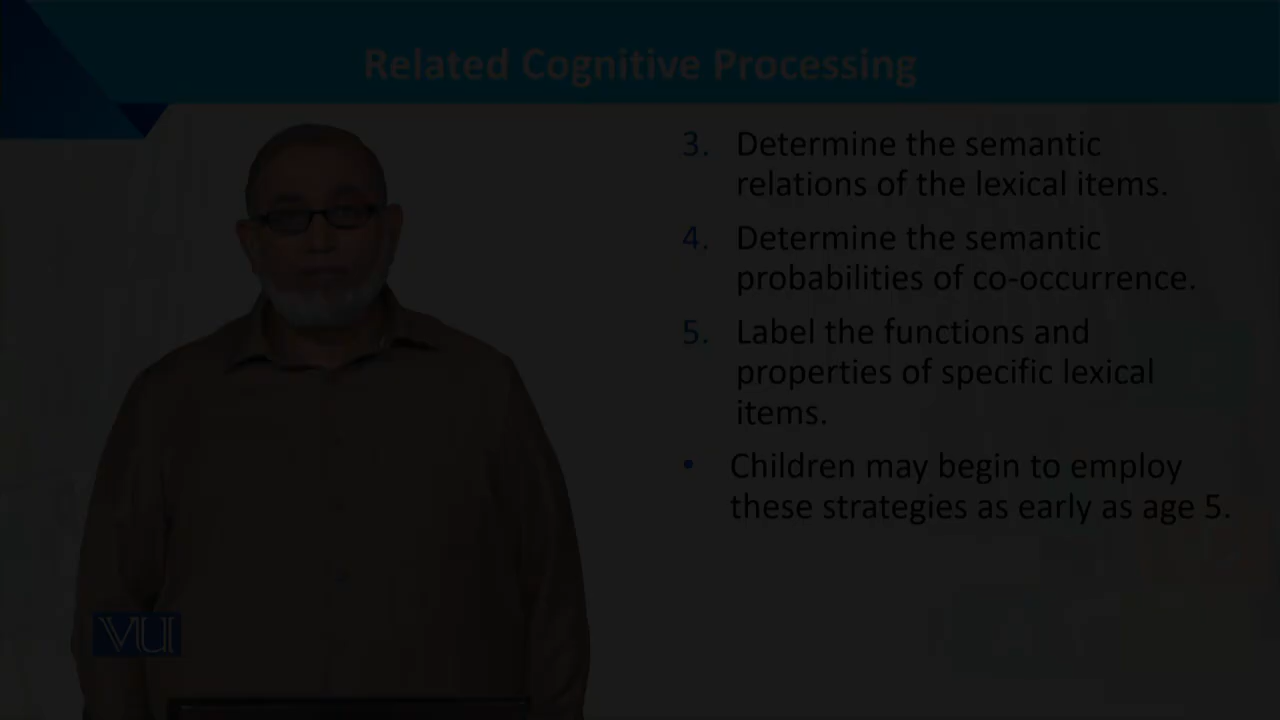 Related Cognitive Processing
3. Determine the semantic
relations of the lexical items.
4. Determine the semantic
probabilities of co-occurrence.
5. Label the functions and
properties of specific lexical
items.
• Children may begin to employ
these strategies as early as age 5.
VU